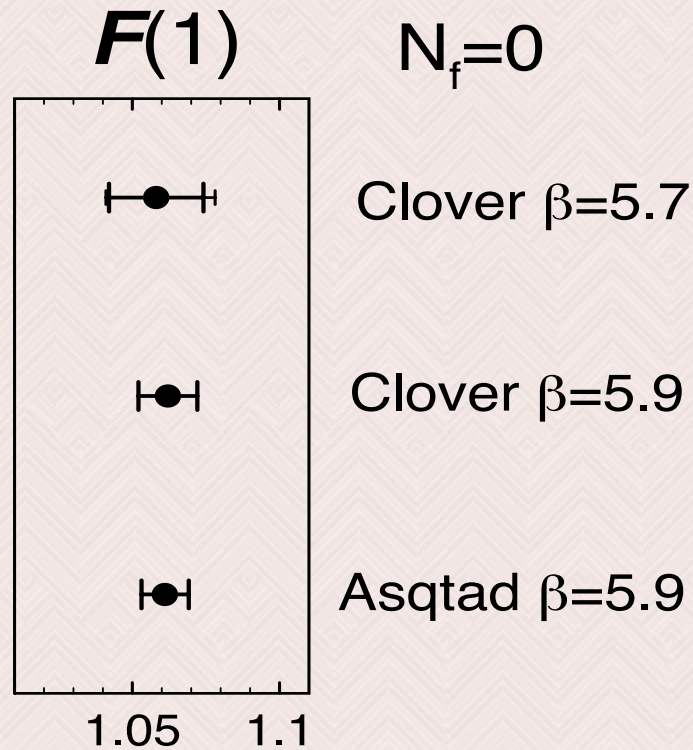 F(1) N_f=0
Clover β=5.7
Clover β=5.9
Asqtad β=5.9
1.05 1.1